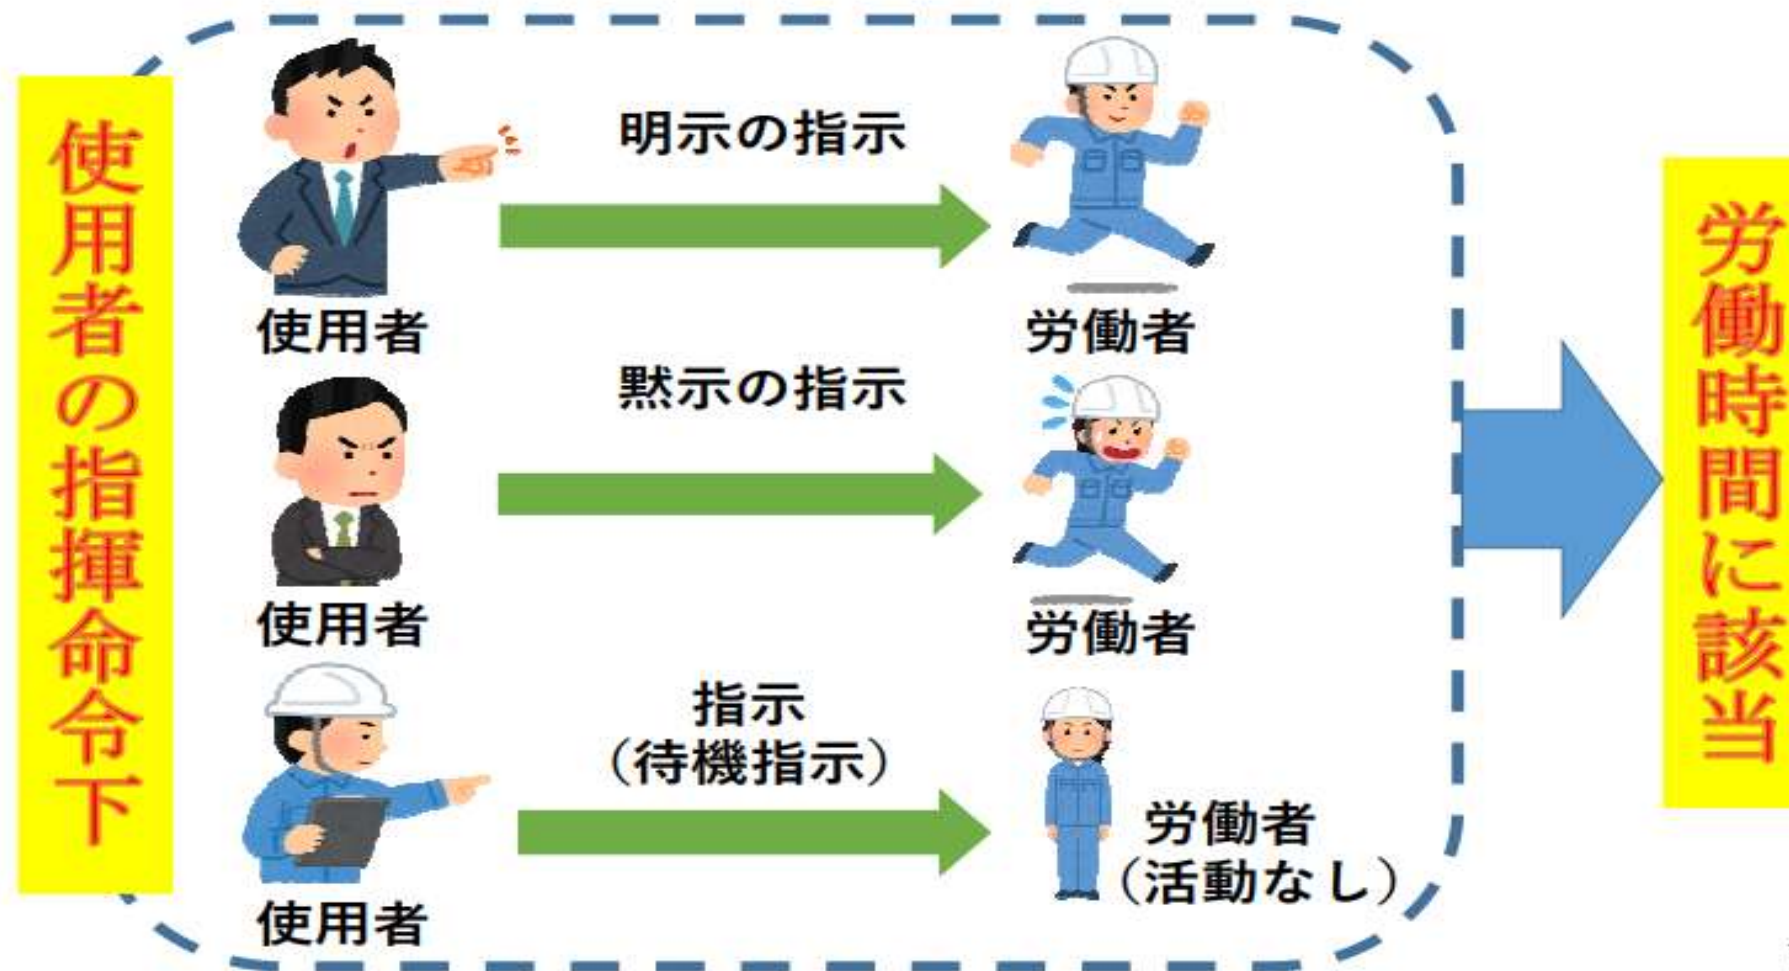 使用者の指揮命令下
明示の指示
使用者
労働者
黙示の指示
使用者
労働者
指示
（待機指示）
使用者
労働者
（活動なし）
労働時間に該当